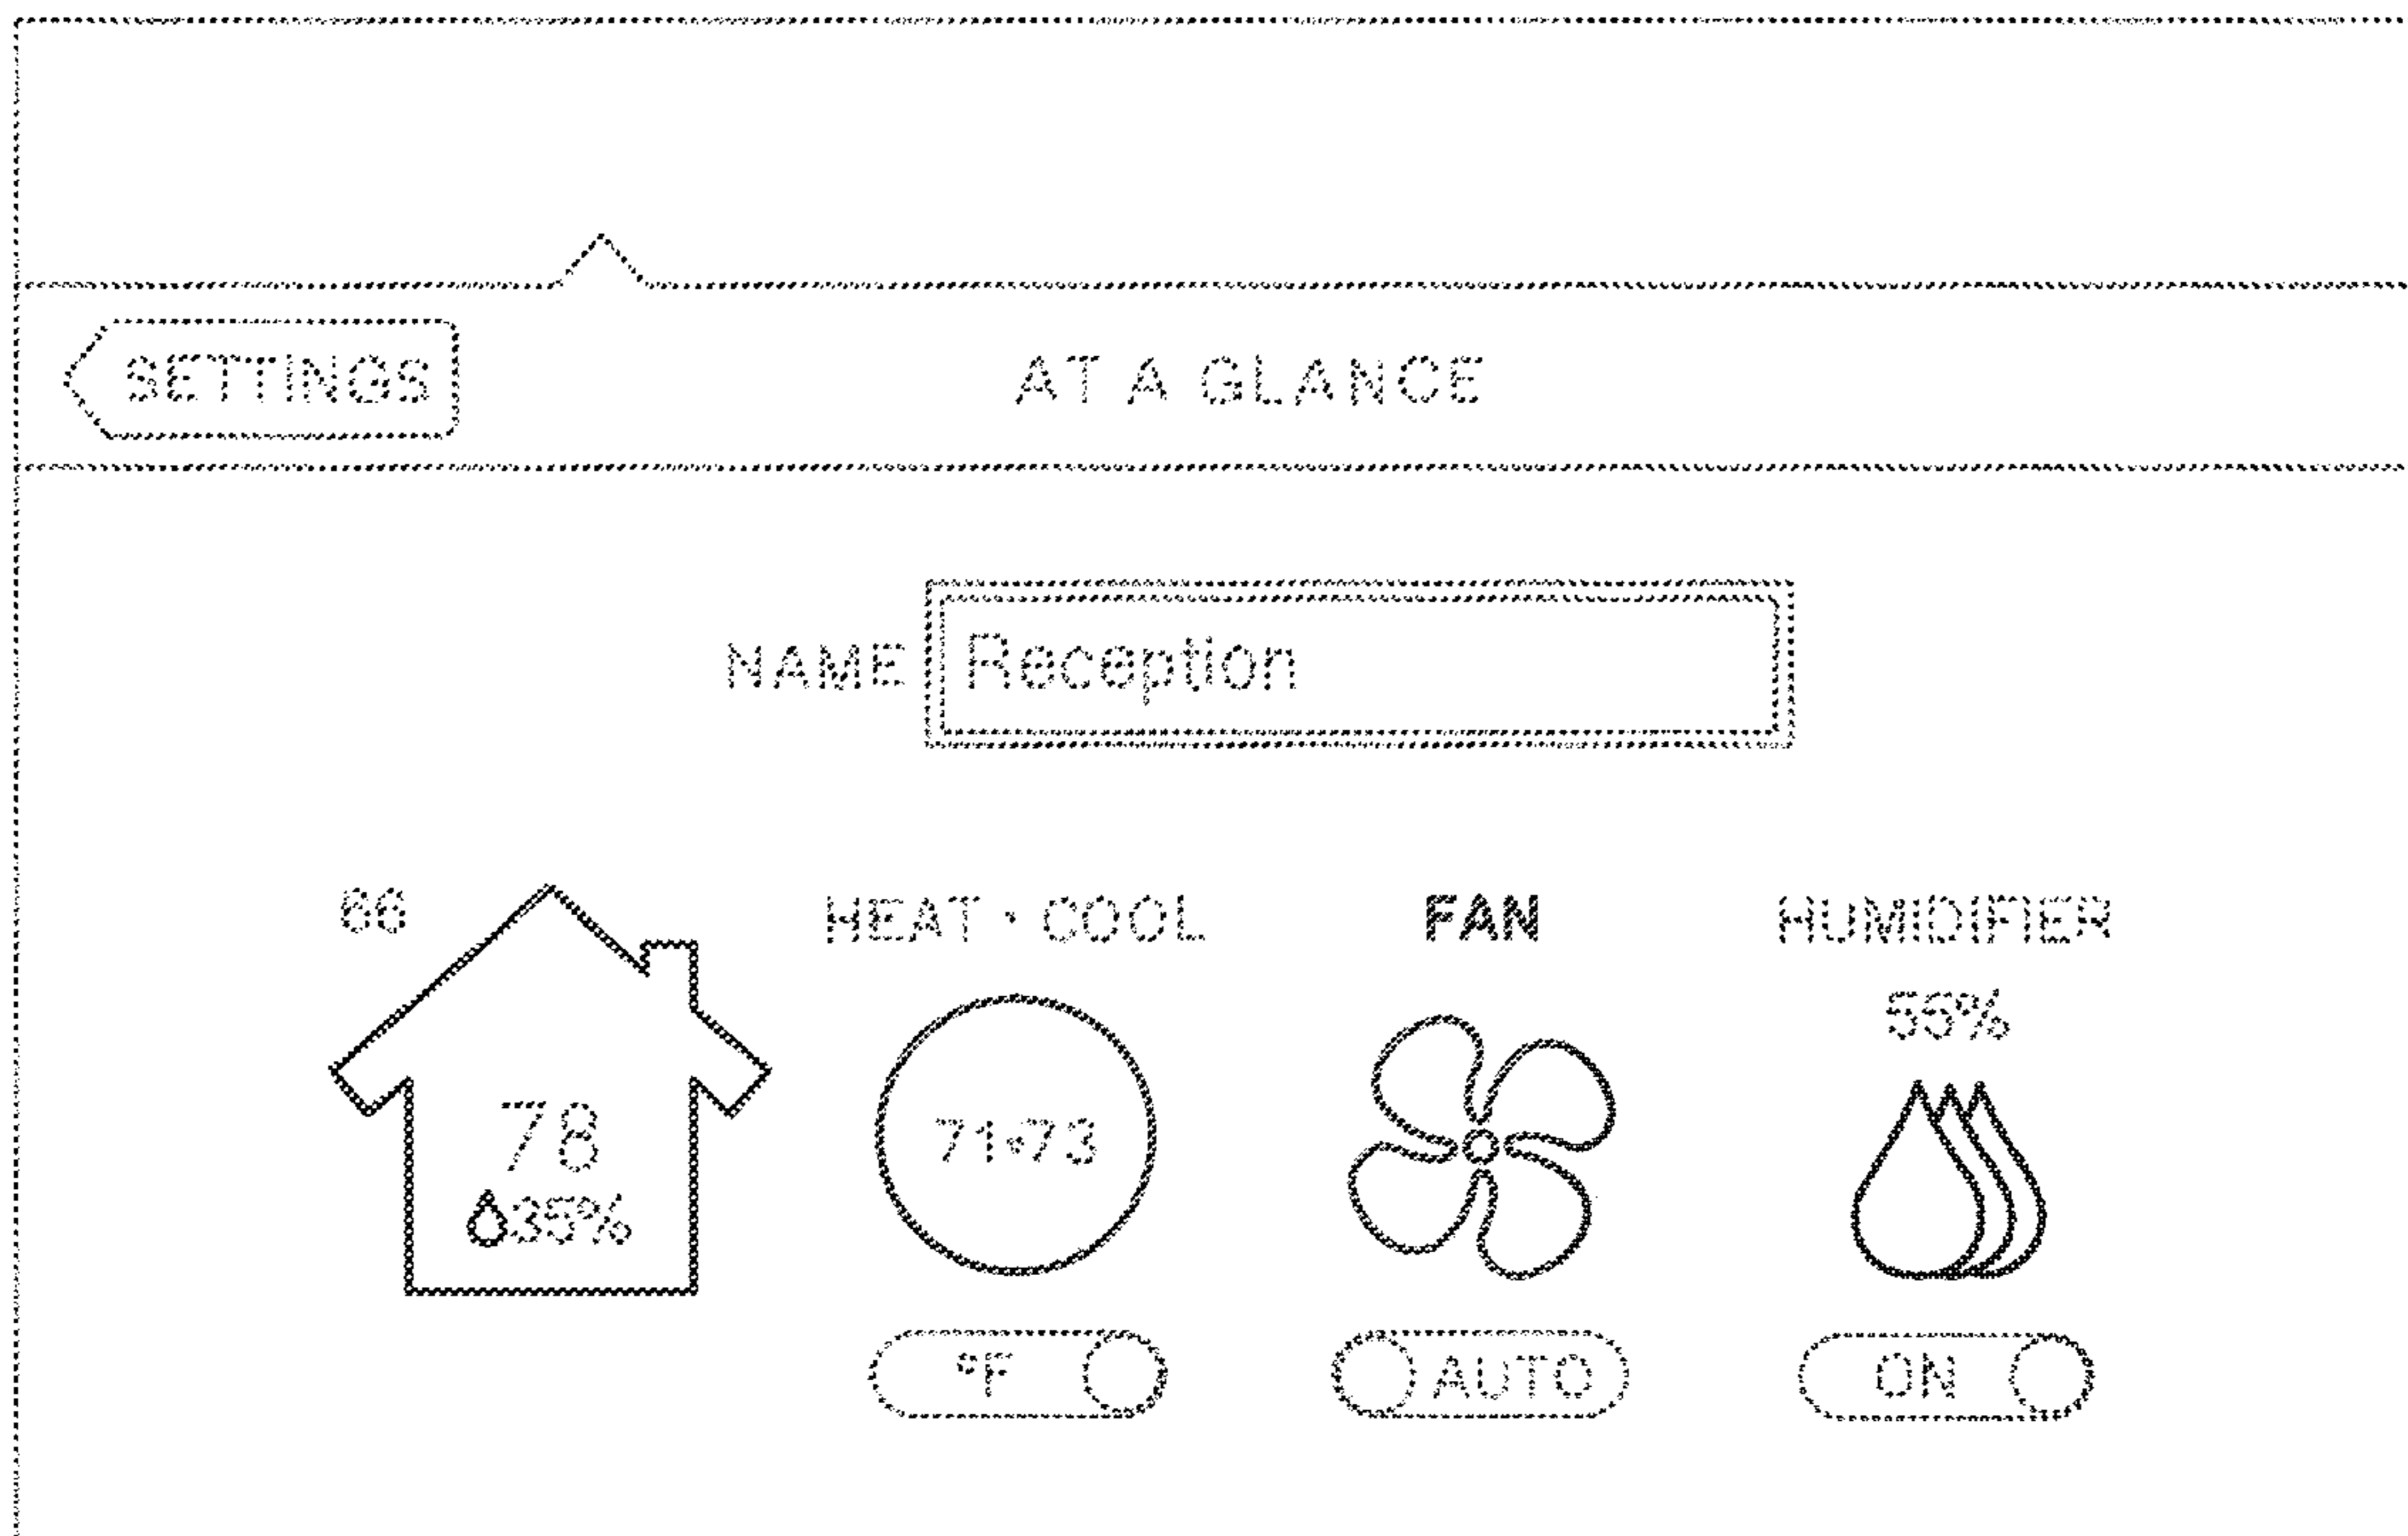 SETTINGS
AT A GLANCE
NAME Reception
66
HEAT • COOL
FAN
HUMIDIFIER
55%
78
35%
71•73
°F
AUTO
ON